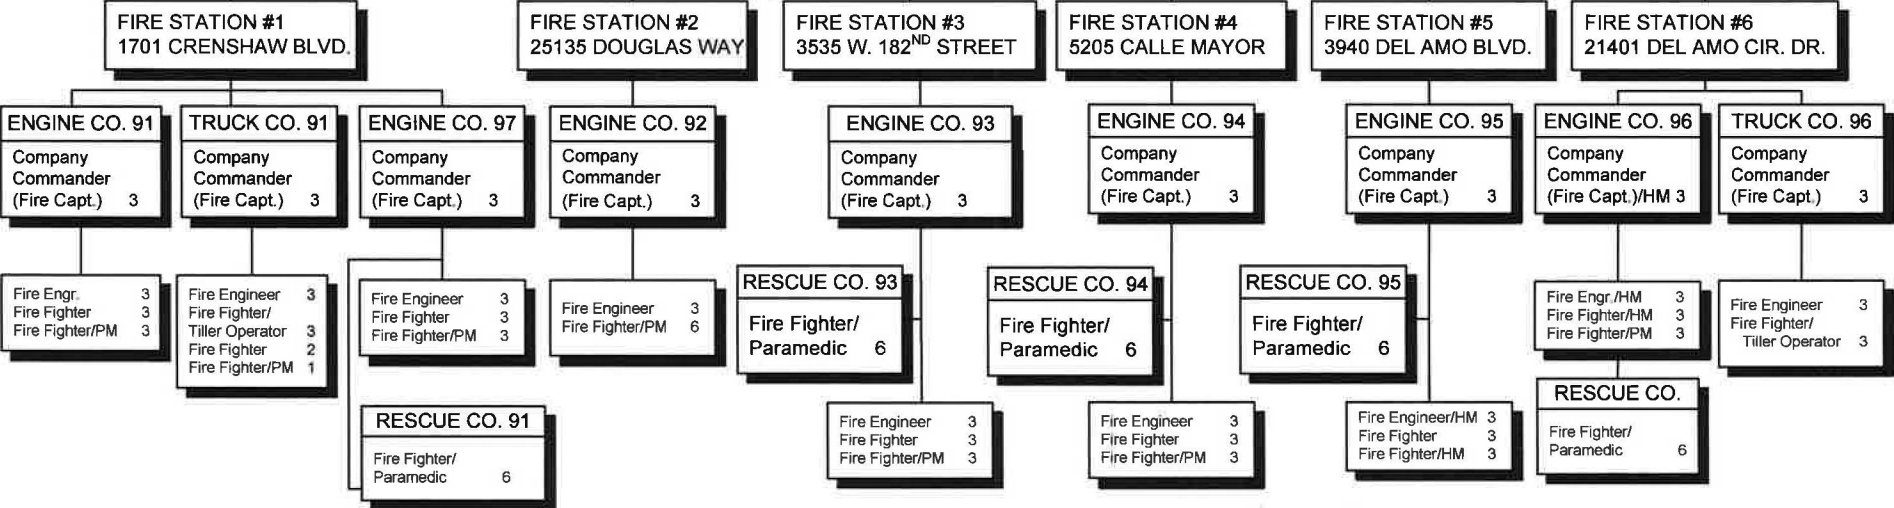 FIRE STATION #1
1701 CRENSHAW BLVD.
ENGINE CO. 91
Company
Commander
(Fire Capt.) 3
Fire Engr. 3
Fire Fighter 3
Fire Fighter/PM 3
TRUCK CO. 91
Company
Commander
(Fire Capt.) 3
Fire Engineer 3
Fire Fighter/
Tiller Operator 3
Fire Fighter 2
Fire Fighter/PM 1
ENGINE CO. 97
Company
Commander
(Fire Capt.) 3
Fire Engineer 3
Fire Fighter 3
Fire Fighter/PM 3
RESCUE CO. 91
Fire Fighter/
Paramedic 6
FIRE STATION #2
25135 DOUGLAS WAY
ENGINE CO. 92
Company
Commander
(Fire Capt.) 3
Fire Engineer 3
Fire Fighter/PM 6
FIRE STATION #3
3535 W. 182ND STREET
ENGINE CO. 93
Company
Commander
(Fire Capt.) 3
RESCUE CO. 93
Fire Fighter/
Paramedic 6
Fire Engineer 3
Fire Fighter 3
Fire Fighter/PM 3
FIRE STATION #4
5205 CALLE MAYOR
ENGINE CO. 94
Company
Commander
(Fire Capt.) 3
RESCUE CO. 94
Fire Fighter/
Paramedic 6
Fire Engineer 3
Fire Fighter 3
Fire Fighter/PM 3
FIRE STATION #5
3940 DEL AMO BLVD.
ENGINE CO. 95
Company
Commander
(Fire Capt.) 3
RESCUE CO. 95
Fire Fighter/
Paramedic 6
Fire Engineer/HM 3
Fire Fighter 3
Fire Fighter/HM 3
FIRE STATION #6
21401 DEL AMO CIR. DR.
ENGINE CO. 96
Company
Commander
(Fire Capt.)/HM 3
Fire Engr./HM 3
Fire Fighter/HM 3
Fire Fighter/PM 3
RESCUE CO.
Fire Fighter/
Paramedic 6
TRUCK CO. 96
Company
Commander
(Fire Capt.) 3
Fire Engineer 3
Fire Fighter/
Tiller Operator 3